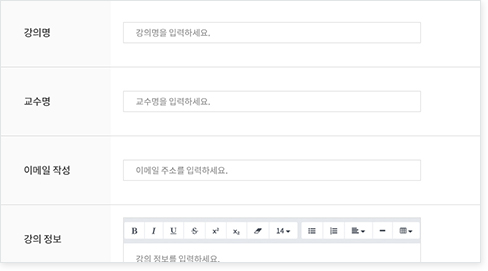 강의명
강의명을 입력하세요.
교수명
교수명을 입력하세요.
이메일 작성
이메일 주소를 입력하세요.
강의 정보
B I U S x² x₂ 14
강의 정보를 입력하세요.